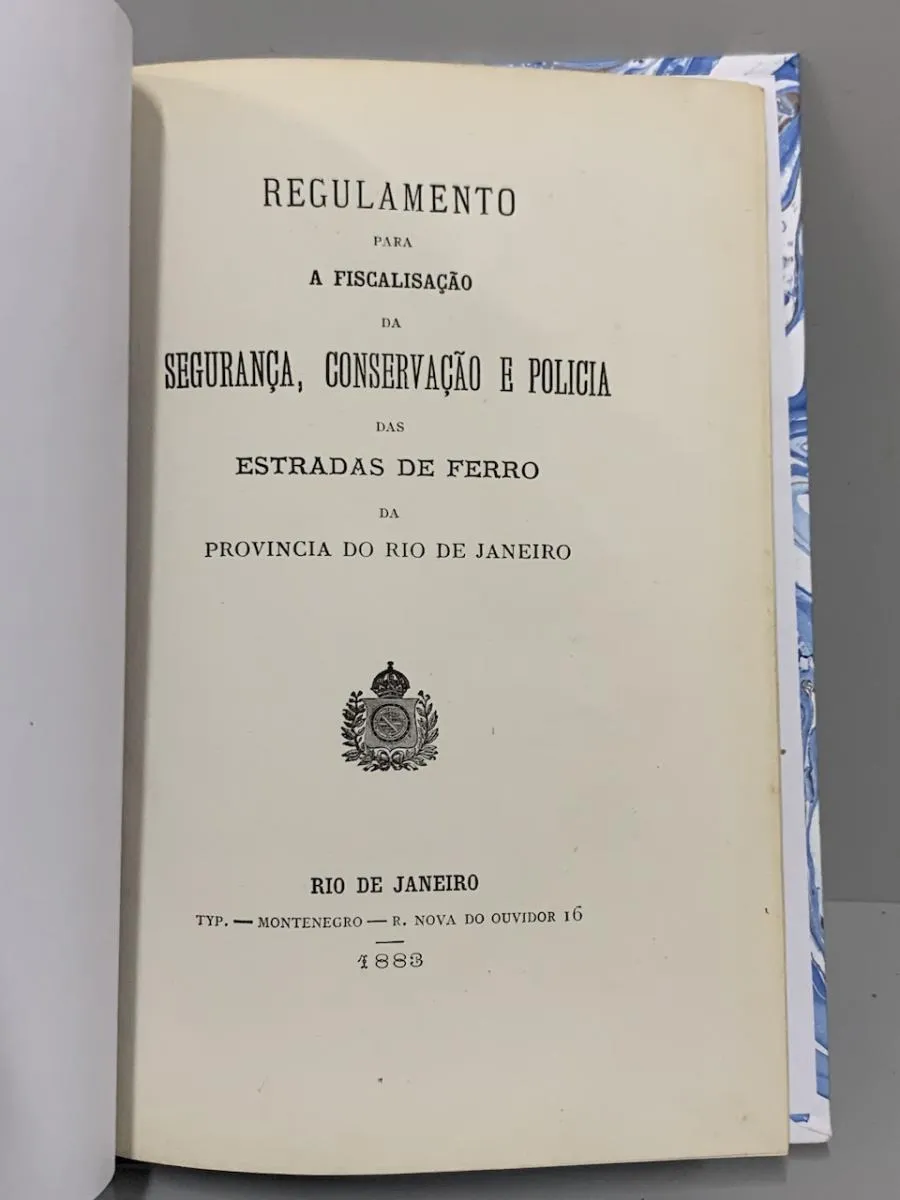 REGULAMENTO
PARA
A FISCALISAÇÃO
DA
SEGURANÇA, CONSERVAÇÃO E POLICIA
DAS
ESTRADAS DE FERRO
DA
PROVINCIA DO RIO DE JANEIRO
RIO DE JANEIRO
TYP. — MONTENEGRO — R. NOVA DO OUVIDOR 16
1883